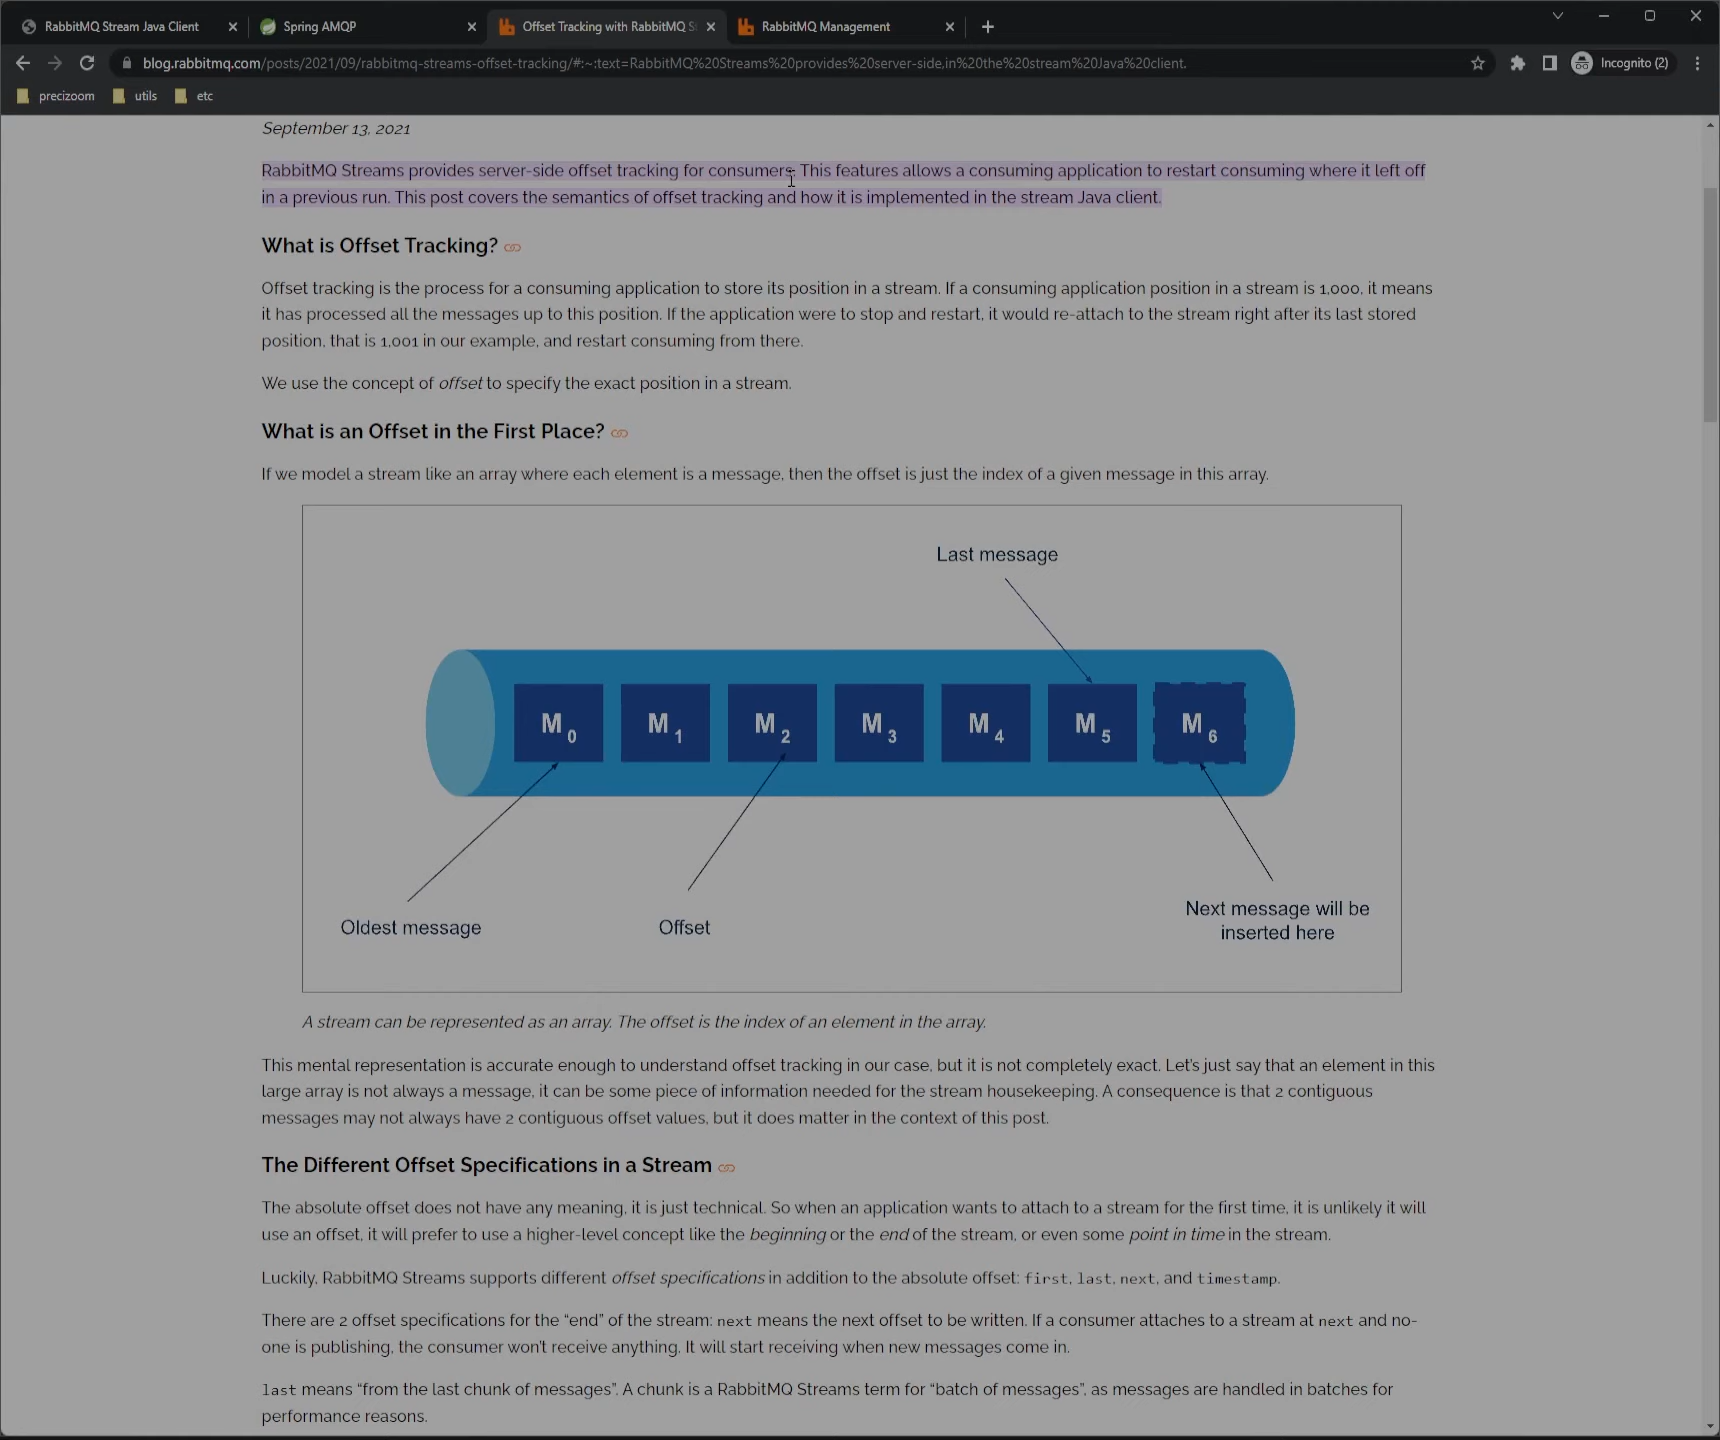 RabbitMQ Stream Java Client
Spring AMQP
Offset Tracking with RabbitMQ S
RabbitMQ Management
blog.rabbitmq.com/posts/2021/09/rabbitmq-streams-offset-tracking/#:~:text=RabbitMQ%20Streams%20provides%20server-side,in%20the%20stream%20Java%20client.
Incognito (2)
precizoom
utils
etc
September 13, 2021
RabbitMQ Streams provides server-side offset tracking for consumers. This features allows a consuming application to restart consuming where it left off
in a previous run. This post covers the semantics of offset tracking and how it is implemented in the stream Java client.
What is Offset Tracking?
Offset tracking is the process for a consuming application to store its position in a stream. If a consuming application position in a stream is 1,000, it means
it has processed all the messages up to this position. If the application were to stop and restart, it would re-attach to the stream right after its last stored
position, that is 1,001 in our example, and restart consuming from there.
We use the concept of offset to specify the exact position in a stream.
What is an Offset in the First Place?
If we model a stream like an array where each element is a message, then the offset is just the index of a given message in this array.
Last message
M0 M1 M2 M3 M4 M5 M6
Oldest message
Offset
Next message will be
inserted here
A stream can be represented as an array. The offset is the index of an element in the array.
This mental representation is accurate enough to understand offset tracking in our case, but it is not completely exact. Let's just say that an element in this
large array is not always a message, it can be some piece of information needed for the stream housekeeping. A consequence is that 2 contiguous
messages may not always have 2 contiguous offset values, but it does matter in the context of this post.
The Different Offset Specifications in a Stream
The absolute offset does not have any meaning, it is just technical. So when an application wants to attach to a stream for the first time, it is unlikely it will
use an offset, it will prefer to use a higher-level concept like the beginning or the end of the stream, or even some point in time in the stream.
Luckily, RabbitMQ Streams supports different offset specifications in addition to the absolute offset: first, last, next, and timestamp.
There are 2 offset specifications for the “end” of the stream: next means the next offset to be written. If a consumer attaches to a stream at next and no-
one is publishing, the consumer won't receive anything. It will start receiving when new messages come in.
last means “from the last chunk of messages”. A chunk is a RabbitMQ Streams term for “batch of messages”, as messages are handled in batches for
performance reasons.